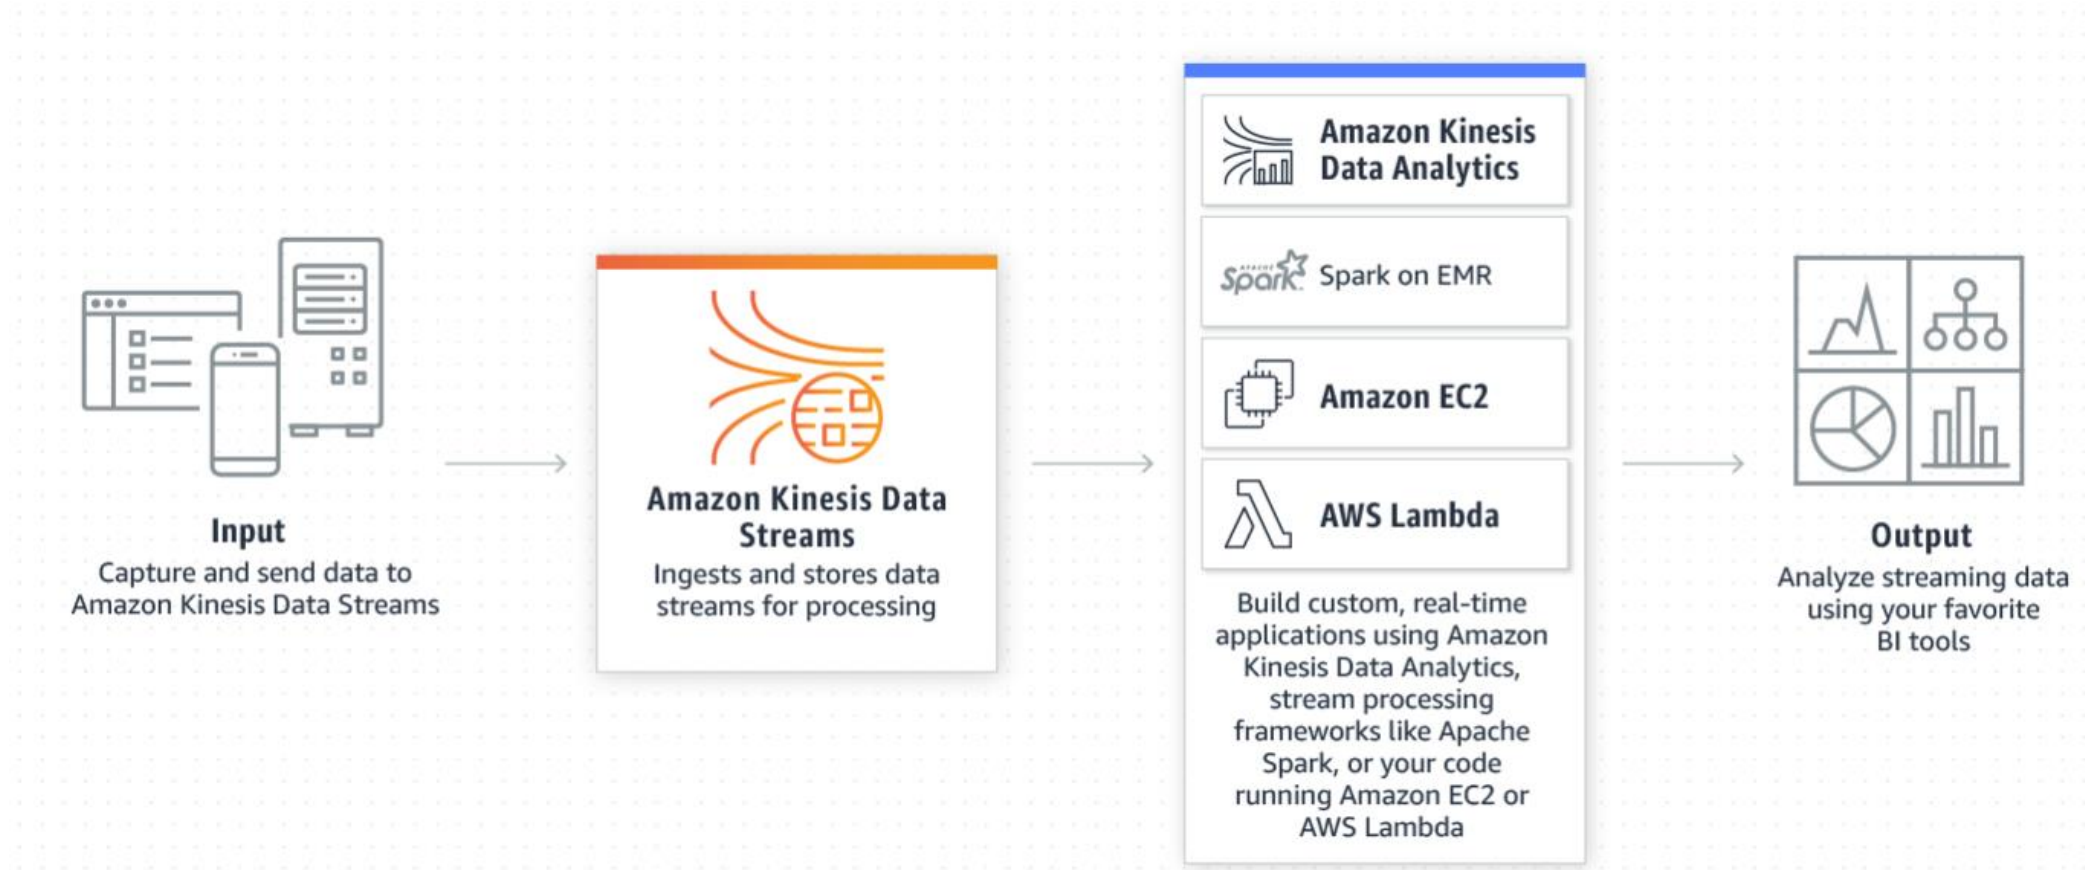 Input
Capture and send data to
Amazon Kinesis Data Streams
Amazon Kinesis Data
Streams
Ingests and stores data
streams for processing
Amazon Kinesis
Data Analytics
APACHE
Spark
Spark on EMR
Amazon EC2
AWS Lambda
Build custom, real-time
applications using Amazon
Kinesis Data Analytics,
stream processing
frameworks like Apache
Spark, or your code
running Amazon EC2 or
AWS Lambda
Output
Analyze streaming data
using your favorite
BI tools